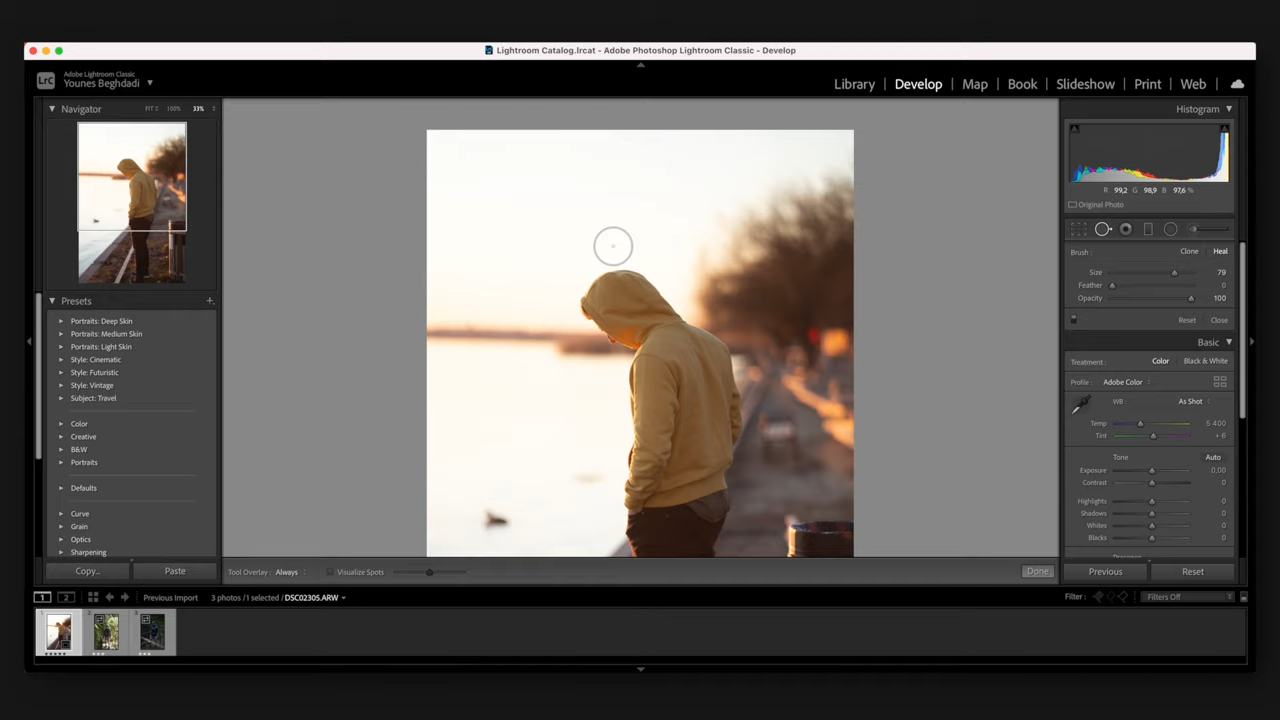 Lightroom Catalog.lrcat - Adobe Photoshop Lightroom Classic - Develop
LrC
Adobe Lightroom Classic
Younes Beghdadi
Library | Develop | Map | Book | Slideshow | Print | Web
Navigator FIT 100% 33%
Presets +
Portraits: Deep Skin
Portraits: Medium Skin
Portraits: Light Skin
Style: Cinematic
Style: Futuristic
Style: Vintage
Subject: Travel
Color
Creative
B&W
Portraits
Defaults
Curve
Grain
Optics
Sharpening
Copy... Paste
Tool Overlay: Always Visualize Spots Done
Histogram
R 99,2 G 98,9 B 97,6 %
Original Photo
Brush: Clone Heal
Size 79
Feather 0
Opacity 100
Reset Close
Basic
Treatment: Color Black & White
Profile: Adobe Color
WB: As Shot
Temp 5 400
Tint + 6
Tone Auto
Exposure 0,00
Contrast 0
Highlights 0
Shadows 0
Whites 0
Blacks 0
Previous Reset
1 2 Previous Import 3 photos / 1 selected / DSC02305.ARW Filter: Filters Off
1 2 3